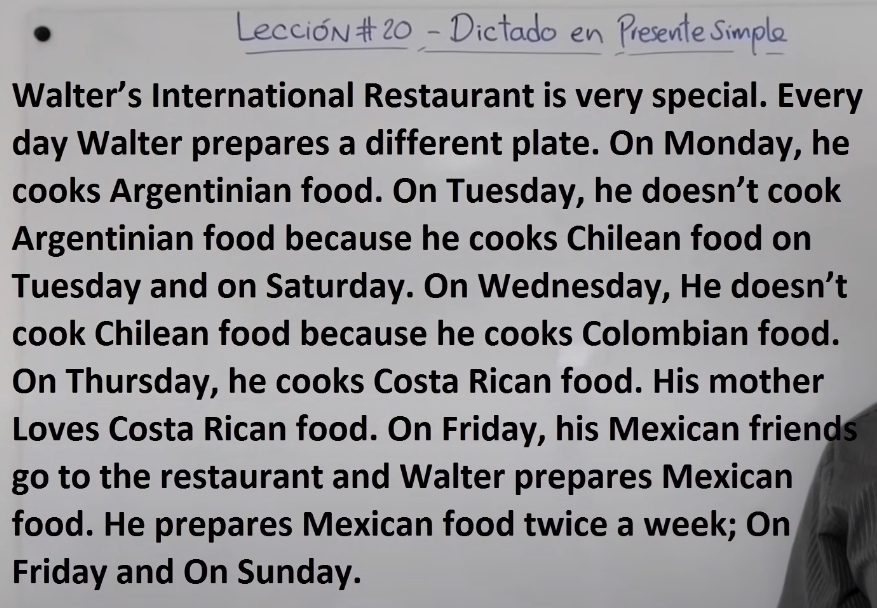 Lección # 20 - Dictado en Presente Simple
Walter's International Restaurant is very special. Every
day Walter prepares a different plate. On Monday, he
cooks Argentinian food. On Tuesday, he doesn't cook
Argentinian food because he cooks Chilean food on
Tuesday and on Saturday. On Wednesday, He doesn't
cook Chilean food because he cooks Colombian food.
On Thursday, he cooks Costa Rican food. His mother
Loves Costa Rican food. On Friday, his Mexican friends
go to the restaurant and Walter prepares Mexican
food. He prepares Mexican food twice a week; On
Friday and On Sunday.